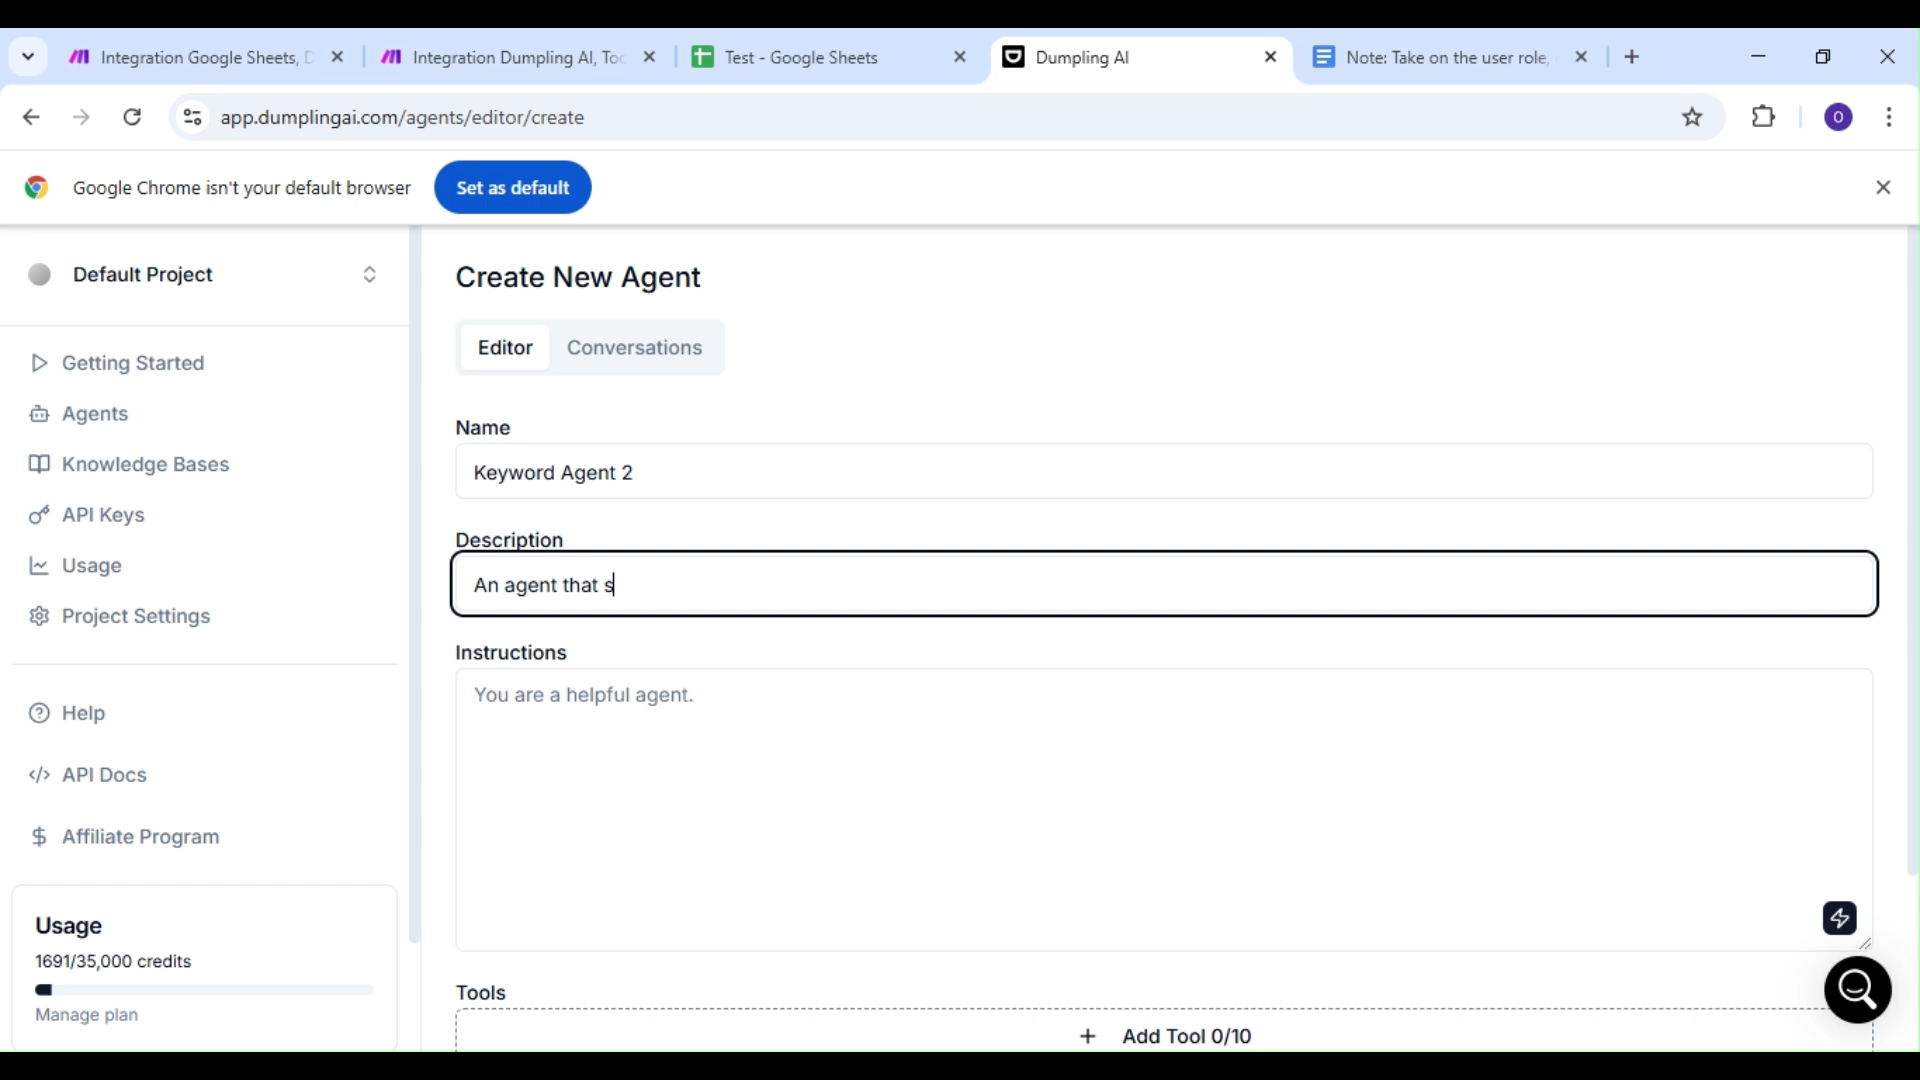 Integration Google Sheets, D
Integration Dumpling AI, Too
Test - Google Sheets
Dumpling AI
Note: Take on the user role,
app.dumplingai.com/agents/editor/create
O
Google Chrome isn't your default browser
Set as default
Default Project
Getting Started
Agents
Knowledge Bases
API Keys
Usage
Project Settings
Help
API Docs
Affiliate Program
Usage
1691/35,000 credits
Manage plan
Create New Agent
Editor
Conversations
Name
Keyword Agent 2
Description
An agent that s
Instructions
You are a helpful agent.
Tools
+ Add Tool 0/10